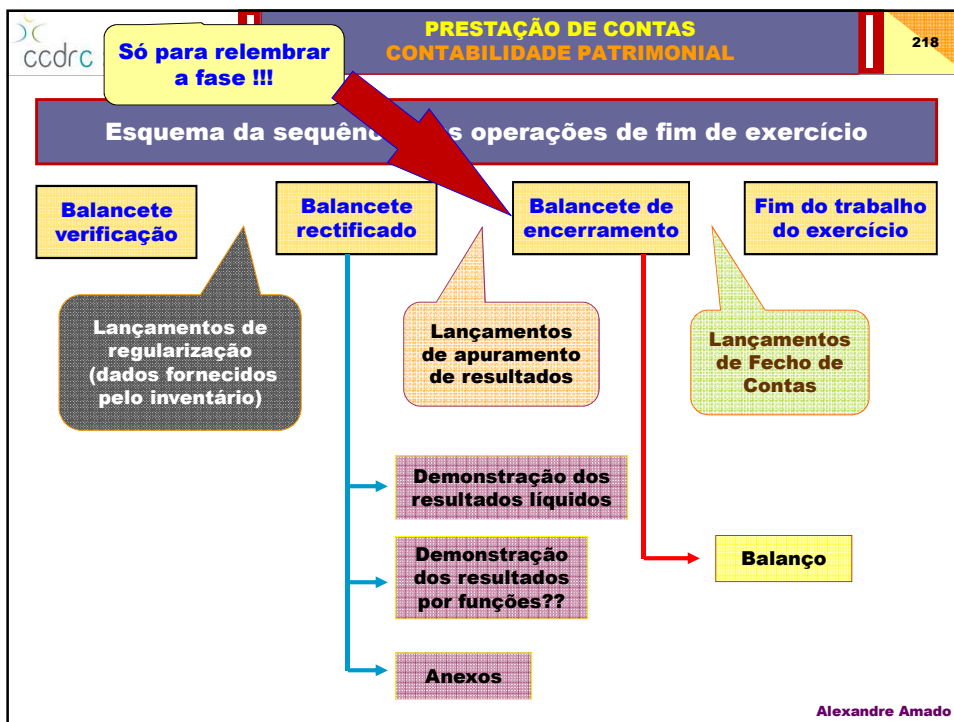 ccdrc
Só para relembrar
a fase !!!
PRESTAÇÃO DE CONTAS
CONTABILIDADE PATRIMONIAL
218
Esquema da s operações de fim de exercício
Balancete
verificação
Balancete
rectificado
Balancete de
encerramento
Fim do trabalho
do exercício
Lançamentos de
regularização
(dados fornecidos
pelo inventário)
Lançamentos
de apuramento
de resultados
Lançamentos
de Fecho de
Contas
Demonstração dos
resultados líquidos
Demonstração
dos resultados
por funções??
Anexos
Balanço
Alexandre Amado